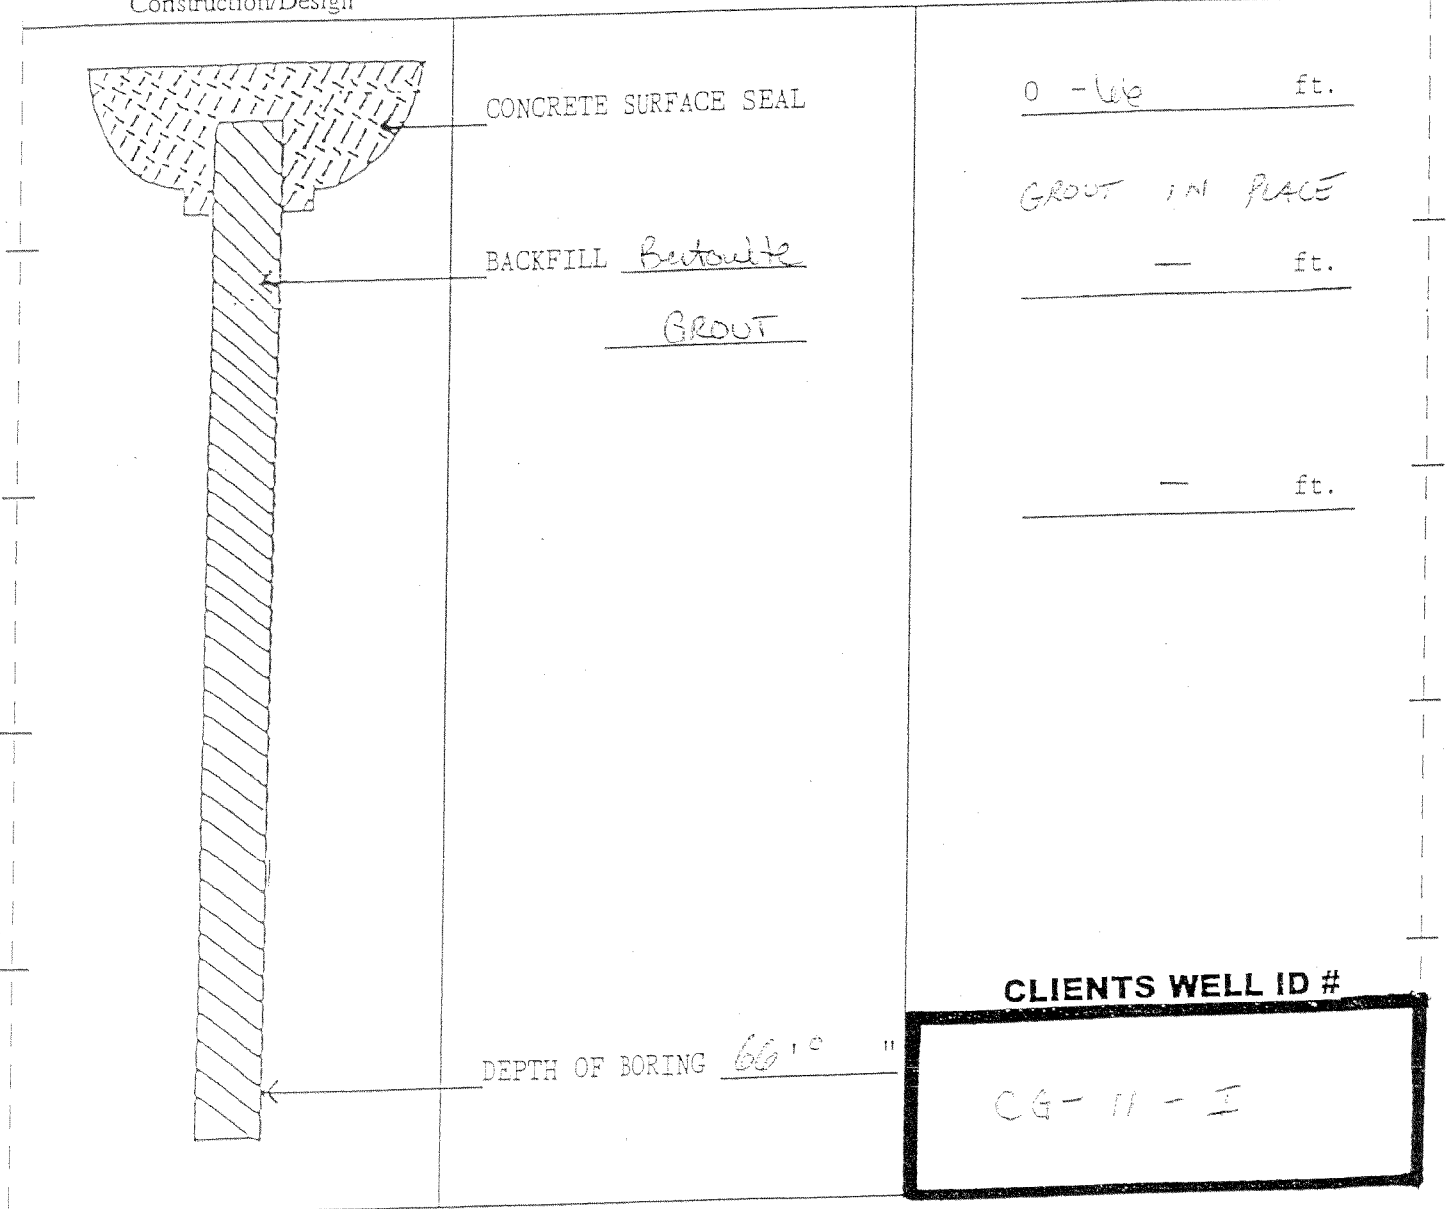 Construction/Design
CONCRETE SURFACE SEAL 0 - 66 ft.
GROUT IN PLACE
BACKFILL Bentonite - ft.
GROUT
- ft.
CLIENTS WELL ID #
DEPTH OF BORING 66 ' 0 "
CG - 11 - I